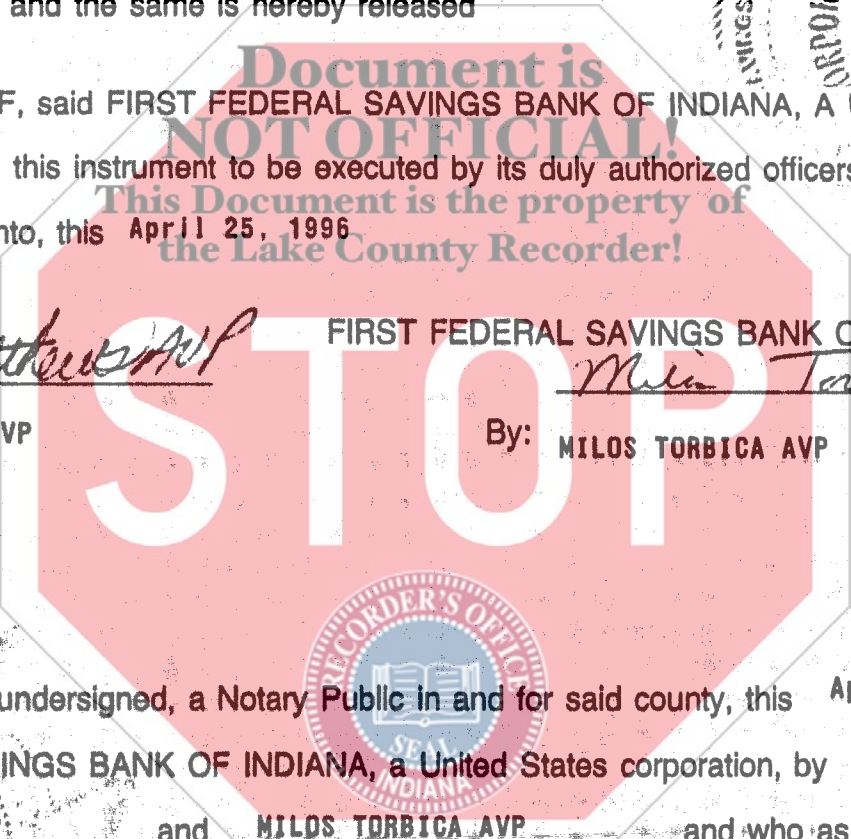 and the same is hereby released
Document is
F, said FIRST FEDERAL SAVINGS BANK OF INDIANA, A
NOT OFFICIAL!
this instrument to be executed by its duly authorized officers
This Document is the property of
nto, this April 25, 1996
the Lake County Recorder!
FIRST FEDERAL SAVINGS BANK O
STOP
VP
By: MILOS TORBICA AVP
RECORDER'S OFFICE
undersigned, a Notary Public in and for said county, this
SEAL
INGS BANK OF INDIANA, a United States corporation, by
INDIANA
and MILOS TORBICA AVP and who as